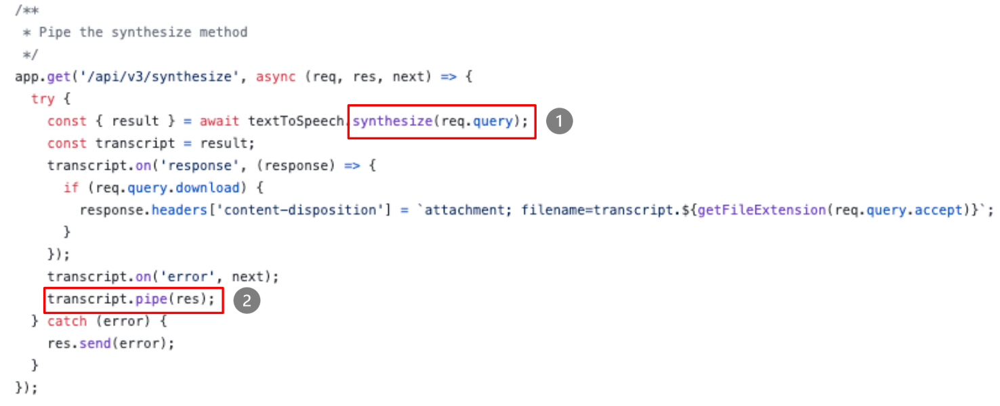 /**
 * Pipe the synthesize method
 */
app.get('/api/v3/synthesize', async (req, res, next) => {
  try {
    const { result } = await textToSpeech.synthesize(req.query); 1
    const transcript = result;
    transcript.on('response', (response) => {
      if (req.query.download) {
        response.headers['content-disposition'] = `attachment; filename=transcript.${getFileExtension(req.query.accept)}`;
      }
    });
    transcript.on('error', next);
    transcript.pipe(res); 2
  } catch (error) {
    res.send(error);
  }
});